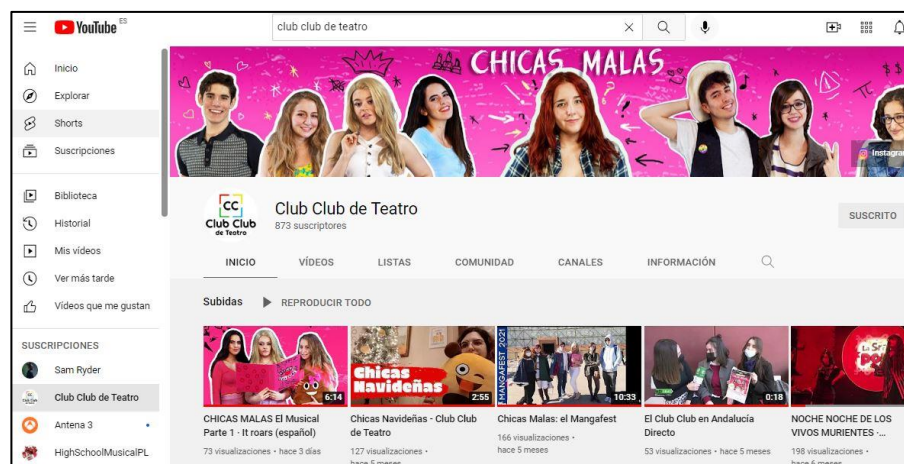 YouTube ES
club club de teatro
Inicio
Explorar
Shorts
Suscripciones
Biblioteca
Historial
Mis vídeos
Ver más tarde
Vídeos que me gustan
SUSCRIPCIONES
Sam Ryder
Club Club de Teatro
Antena 3
HighSchoolMusicalPL
CHICAS MALAS
Instagram
CC
Club Club
de Teatro
Club Club de Teatro
873 suscriptores
SUSCRITO
INICIO VÍDEOS LISTAS COMUNIDAD CANALES INFORMACIÓN
Subidas REPRODUCIR TODO
6:14
CHICAS MALAS El Musical
Parte 1 - It roars (español)
73 visualizaciones • hace 3 días
Chicas
Navideñas
2:55
Chicas Navideñas - Club Club
de Teatro
127 visualizaciones •
hace 5 meses
MANGAFEST 2021
10:33
Chicas Malas: el Mangafest
166 visualizaciones •
hace 5 meses
0:18
El Club Club en Andalucía
Directo
53 visualizaciones • hace 5 meses
NOCHE NOCHE DE LOS
VIVOS MURIENTES -...
198 visualizaciones •
hace 6 meses